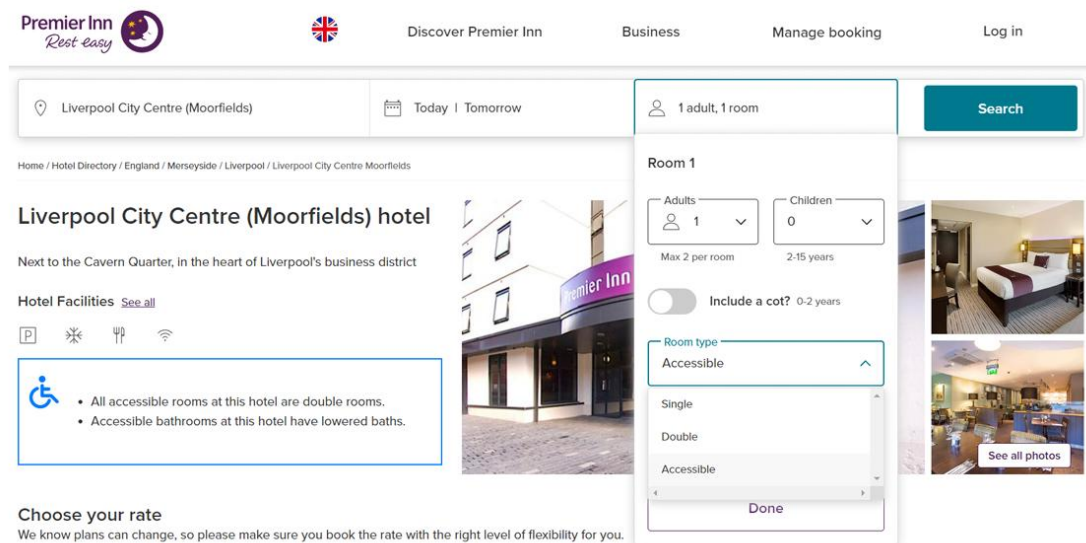 Premier Inn
Rest easy
Discover Premier Inn
Business
Manage booking
Log in
Liverpool City Centre (Moorfields)
Today | Tomorrow
1 adult, 1 room
Search
Home / Hotel Directory / England / Merseyside / Liverpool / Liverpool City Centre Moorfields
Liverpool City Centre (Moorfields) hotel
Next to the Cavern Quarter, in the heart of Liverpool's business district
Hotel Facilities See all
P
• All accessible rooms at this hotel are double rooms.
• Accessible bathrooms at this hotel have lowered baths.
Premier Inn
Room 1
Adults
1
Max 2 per room
Children
0
2-15 years
Include a cot? 0-2 years
Room type
Accessible
Single
Double
Accessible
Done
See all photos
Choose your rate
We know plans can change, so please make sure you book the rate with the right level of flexibility for you.